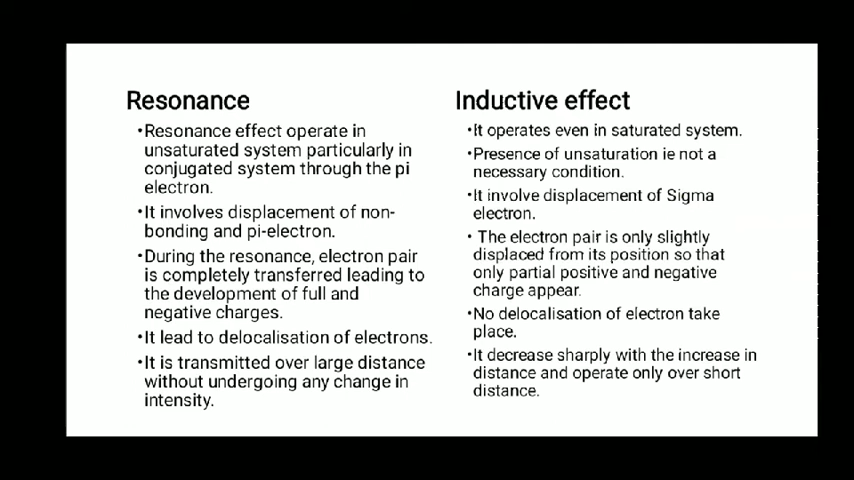 Resonance
•Resonance effect operate in
unsaturated system particularly in
conjugated system through the pi
electron.
•It involves displacement of non-
bonding and pi-electron.
•During the resonance, electron pair
is completely transferred leading to
the development of full and
negative charges.
•It lead to delocalisation of electrons.
•It is transmitted over large distance
without undergoing any change in
intensity.
Inductive effect
•It operates even in saturated system.
•Presence of unsaturation ie not a
necessary condition.
•It involve displacement of Sigma
electron.
• The electron pair is only slightly
displaced from its position so that
only partial positive and negative
charge appear.
•No delocalisation of electron take
place.
•It decrease sharply with the increase in
distance and operate only over short
distance.